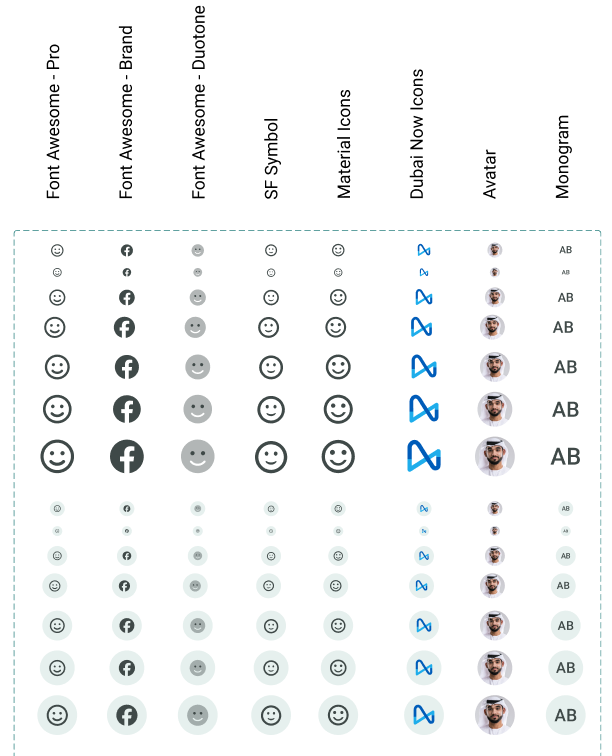 Font Awesome - Pro
Font Awesome - Brand
Font Awesome - Duotone
SF Symbol
Material Icons
Dubai Now Icons
Avatar
Monogram
AB
AB
AB
AB
AB
AB
AB
AB
AB
AB
AB
AB
AB
AB